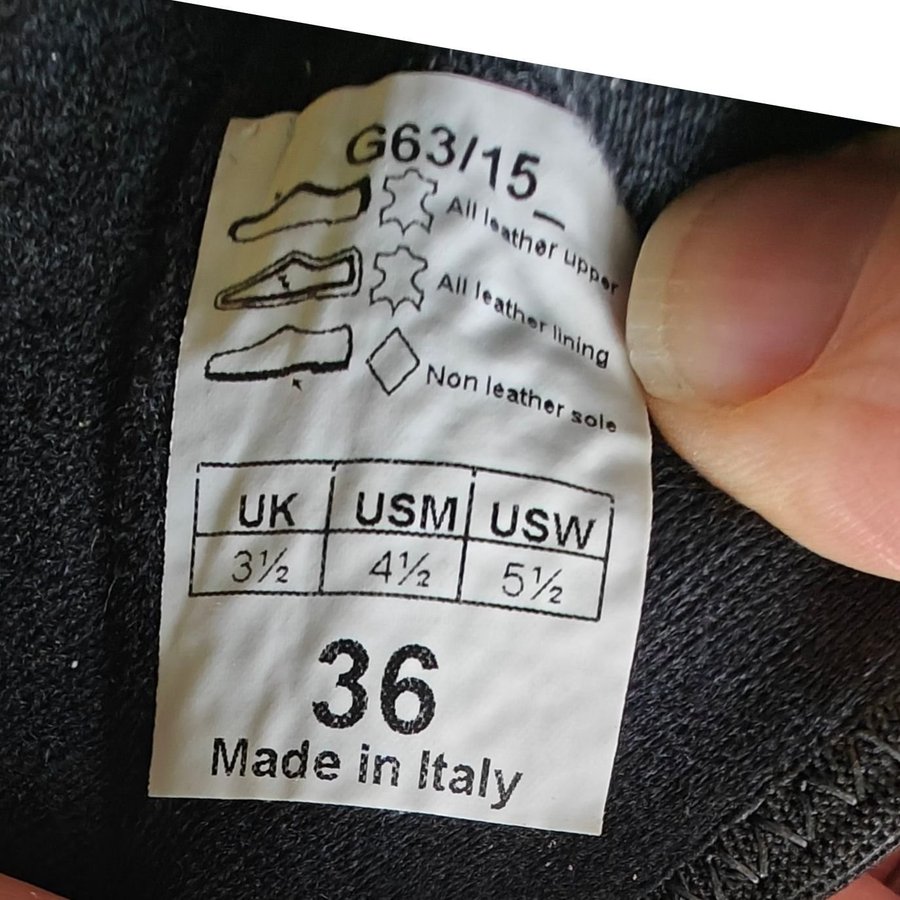 G63/15_
All leather upper
All leather lining
Non leather sole
UK USM USW
3½ 4½ 5½
36
Made in Italy